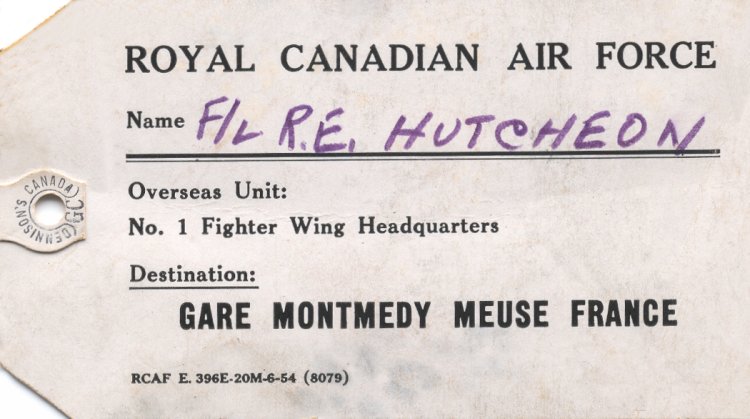 ROYAL CANADIAN AIR FORCE
Name F/L R.E. HUTCHEON
Overseas Unit:
No. 1 Fighter Wing Headquarters
Destination:
GARE MONTMEDY MEUSE FRANCE
RCAF E. 396E-20M-6-54 (8079)
DENNISON'S CANADA